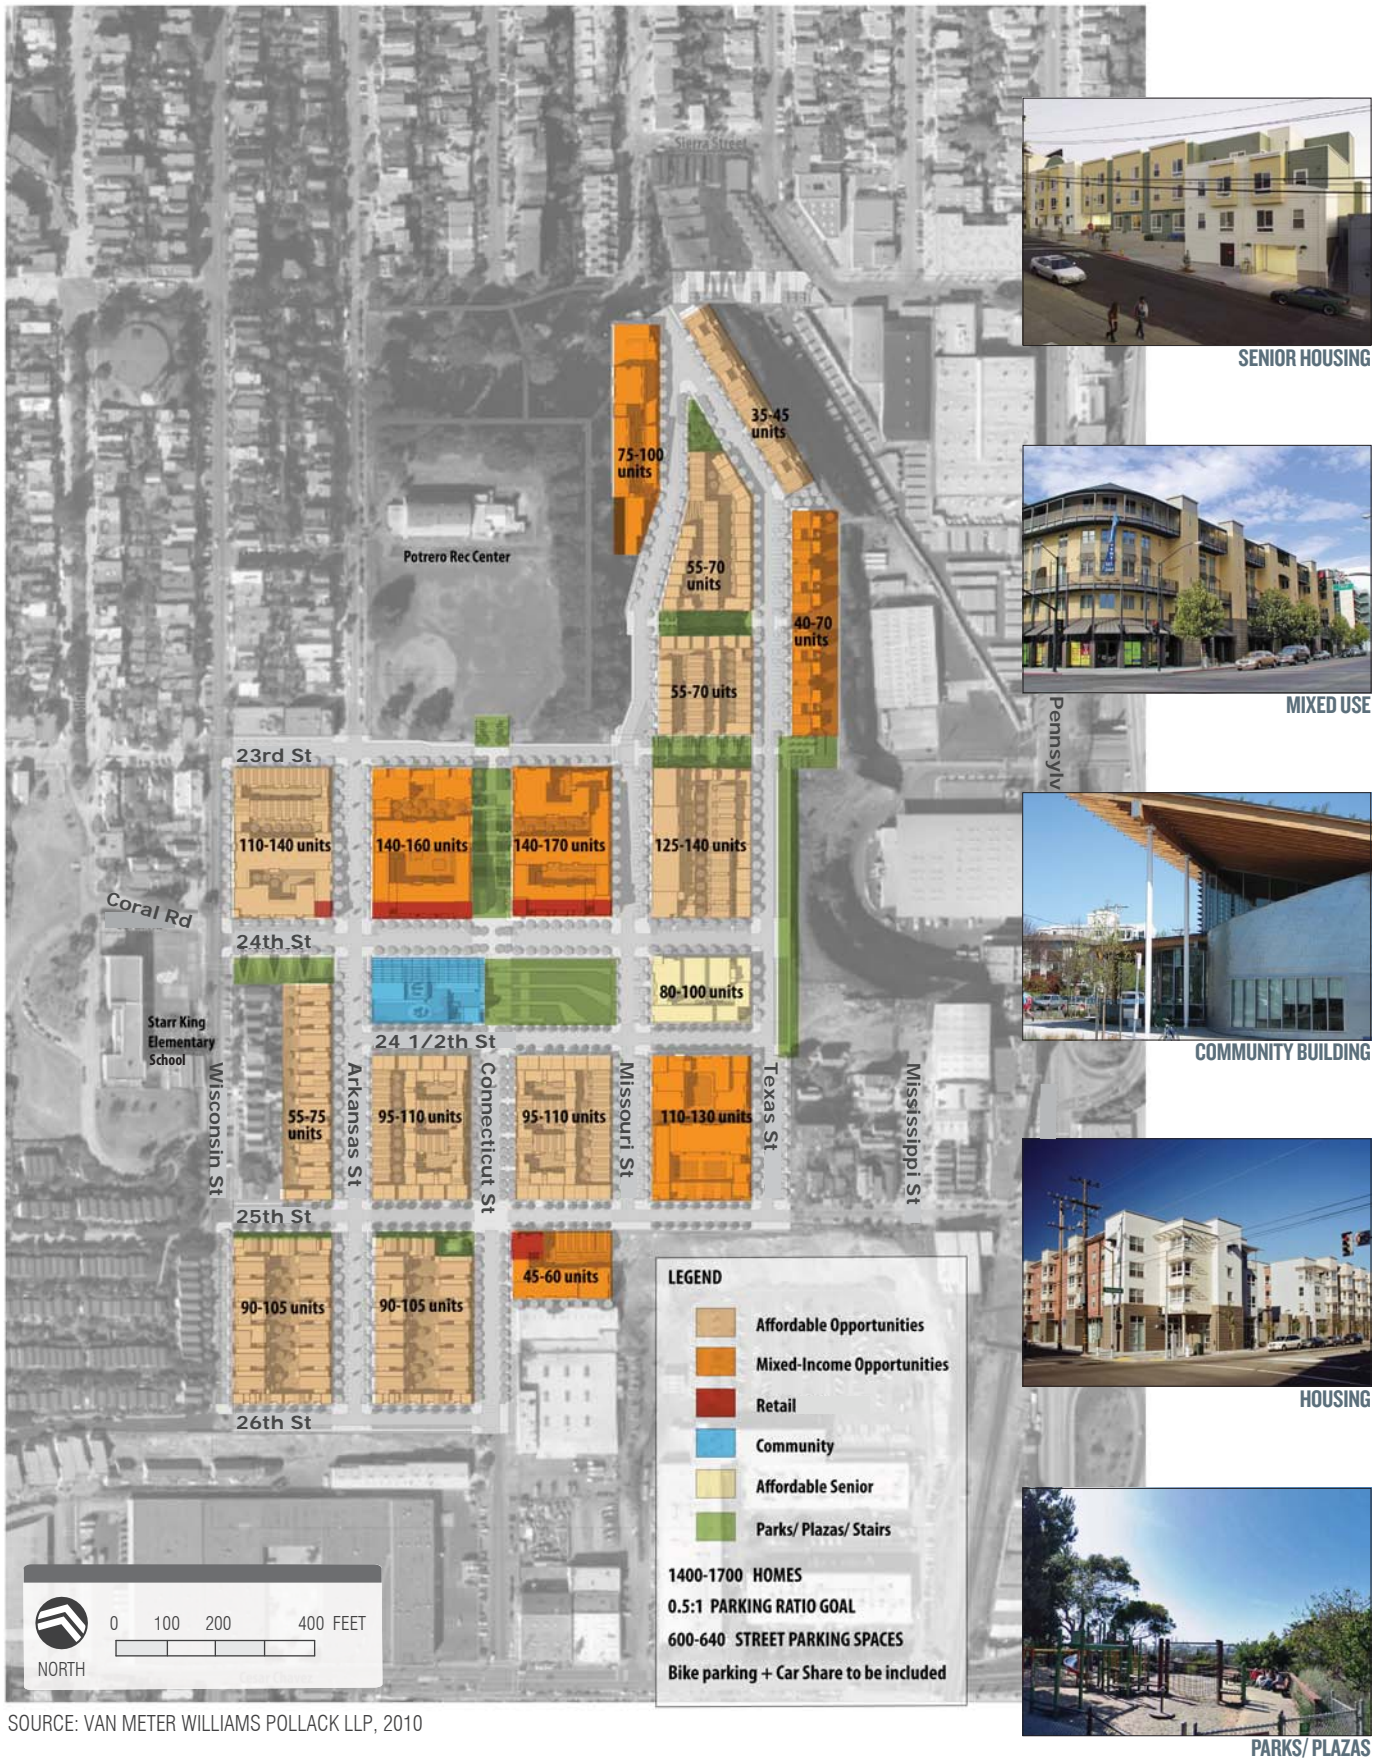 Sierra Street
SENIOR HOUSING
35-45
units
75-100
units
Potrero Rec Center
55-70
units
40-70
units
55-70 uits
MIXED USE
Pennsylv
23rd St
110-140 units
140-160 units
140-170 units
125-140 units
Coral Rd
24th St
80-100 units
Starr King
Elementary
School
24 1/2th St
COMMUNITY BUILDING
Wisconsin St
Arkansas St
Connecticut St
Missouri St
Texas St
Mississippi St
55-75
units
95-110 units
95-110 units
110-130 units
25th St
90-105 units
90-105 units
45-60 units
26th St
LEGEND
Affordable Opportunities
Mixed-Income Opportunities
Retail
Community
Affordable Senior
Parks/ Plazas/ Stairs
1400-1700 HOMES
0.5:1 PARKING RATIO GOAL
600-640 STREET PARKING SPACES
Bike parking + Car Share to be included
HOUSING
0 100 200 400 FEET
NORTH
SOURCE: VAN METER WILLIAMS POLLACK LLP, 2010
PARKS/ PLAZAS